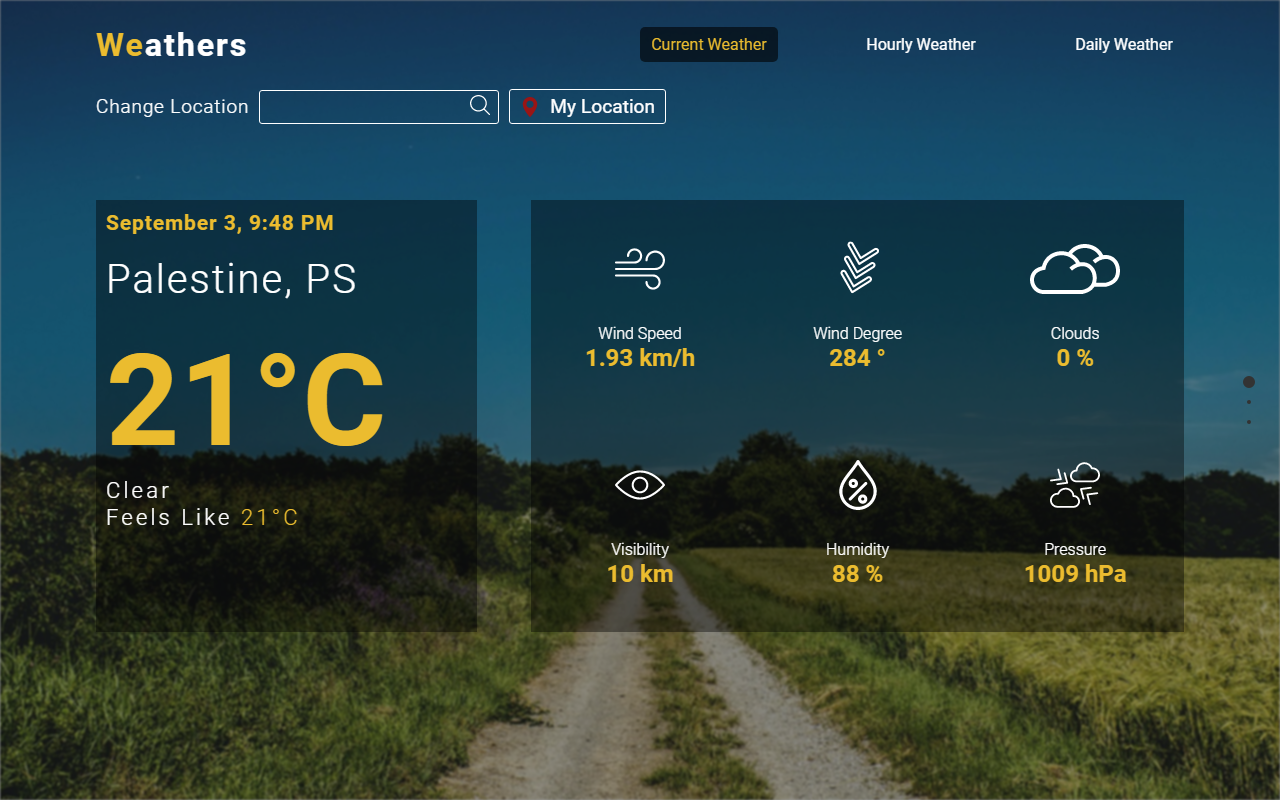 Weathers
Current Weather
Hourly Weather
Daily Weather
Change Location
My Location
September 3, 9:48 PM
Palestine, PS
21°C
Clear
Feels Like 21°C
Wind Speed
1.93 km/h
Wind Degree
284 °
Clouds
0 %
Visibility
10 km
Humidity
88 %
Pressure
1009 hPa